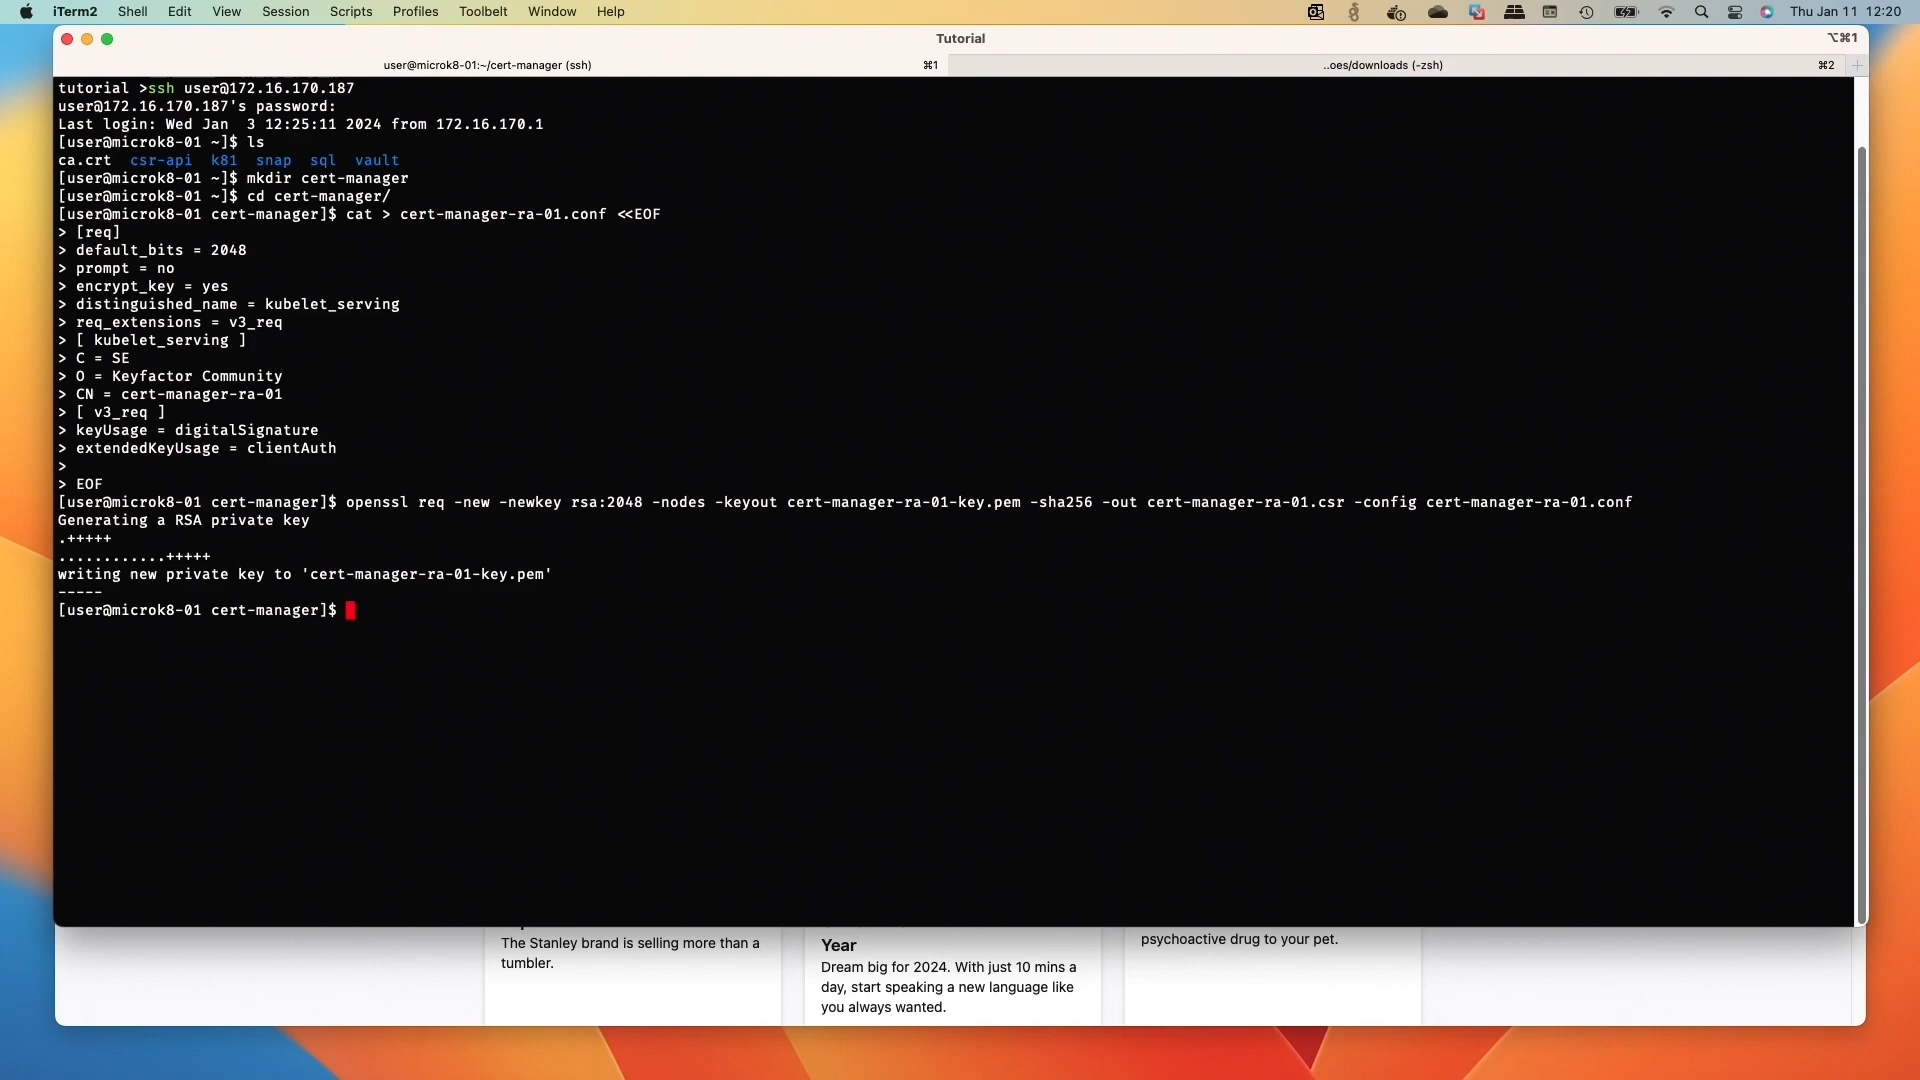 iTerm2 Shell Edit View Session Scripts Profiles Toolbelt Window Help
Thu Jan 11 12:20
Tutorial
⌥⌘1
user@microk8-01:~/cert-manager (ssh)
⌘1
..oes/downloads (-zsh)
⌘2
tutorial >ssh user@172.16.170.187
user@172.16.170.187's password:
Last login: Wed Jan  3 12:25:11 2024 from 172.16.170.1
[user@microk8-01 ~]$ ls
ca.crt  csr-api  k81  snap  sql  vault
[user@microk8-01 ~]$ mkdir cert-manager
[user@microk8-01 ~]$ cd cert-manager/
[user@microk8-01 cert-manager]$ cat > cert-manager-ra-01.conf <<EOF
> [req]
> default_bits = 2048
> prompt = no
> encrypt_key = yes
> distinguished_name = kubelet_serving
> req_extensions = v3_req
> [ kubelet_serving ]
> C = SE
> O = Keyfactor Community
> CN = cert-manager-ra-01
> [ v3_req ]
> keyUsage = digitalSignature
> extendedKeyUsage = clientAuth
>
> EOF
[user@microk8-01 cert-manager]$ openssl req -new -newkey rsa:2048 -nodes -keyout cert-manager-ra-01-key.pem -sha256 -out cert-manager-ra-01.csr -config cert-manager-ra-01.conf
Generating a RSA private key
.+++++
............+++++
writing new private key to 'cert-manager-ra-01-key.pem'
-----
[user@microk8-01 cert-manager]$
The Stanley brand is selling more than a
tumbler.
Year
Dream big for 2024. With just 10 mins a
day, start speaking a new language like
you always wanted.
psychoactive drug to your pet.